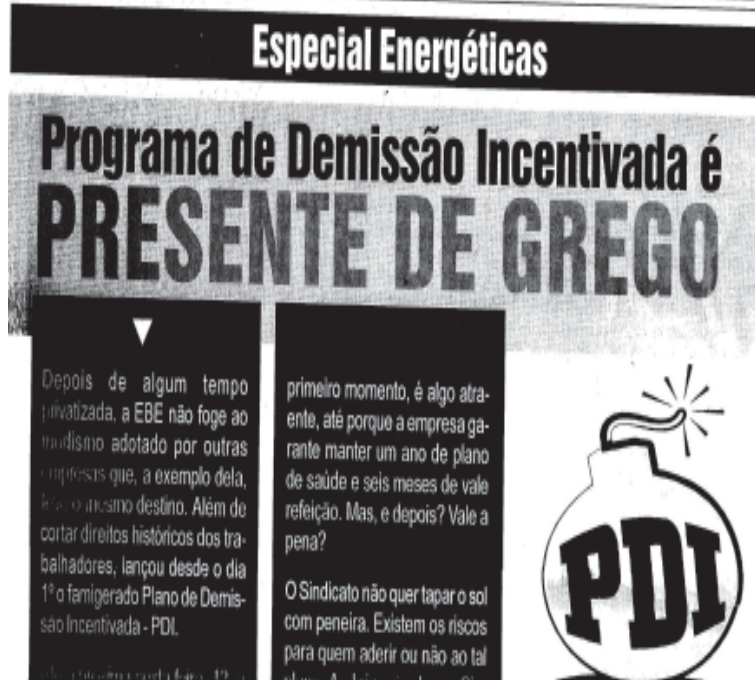 Especial Energéticas
Programa de Demissão Incentivada é
PRESENTE DE GREGO
Depois de algum tempo
privatizada, a EBE não foge ao
modismo adotado por outras
empresas que, a exemplo dela,
mesmo destino. Além de
cortar direitos históricos dos tra-
balhadores, lançou desde o dia
1º o famigerado Plano de Demis-
são Incentivada - PDI.
primeiro momento, é algo atra-
ente, até porque a empresa ga-
rante manter um ano de plano
de saúde e seis meses de vale
refeição. Mas, e depois? Vale a
pena?
O Sindicato não quer tapar o sol
com peneira. Existem os riscos
para quem aderir ou não ao tal
PDI